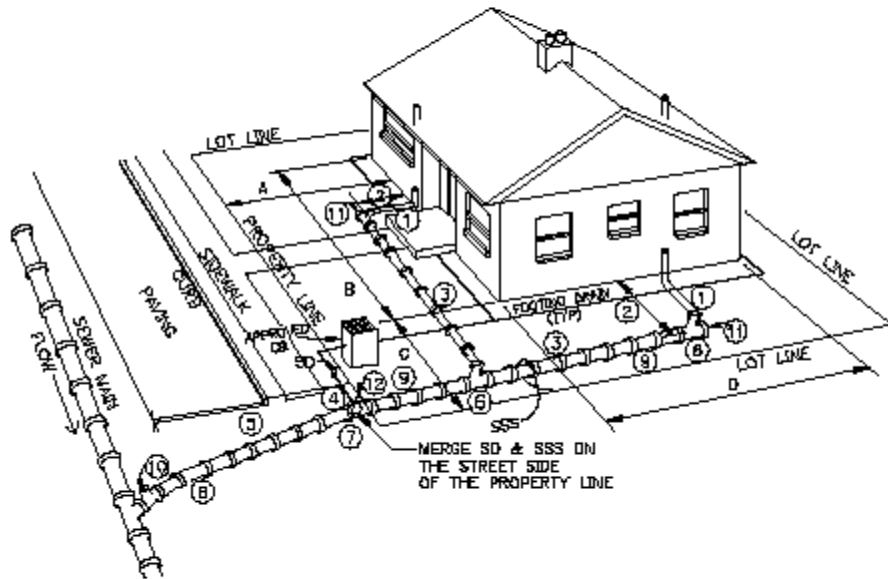 LOT LINE
A
2
11
1
PROPERTY LINE
SIDEWALK
CURB
PAVING
SEWER MAIN
FLOW
B
3
FOOTING DRAIN
(TYP)
2
1
11
LOT LINE
APPROVED
CB
SD
C
9
12
4
3
9
6
LOT LINE
D
6
SSS
5
7
MERGE SD & SSS ON
THE STREET SIDE
OF THE PROPERTY LINE
10
8